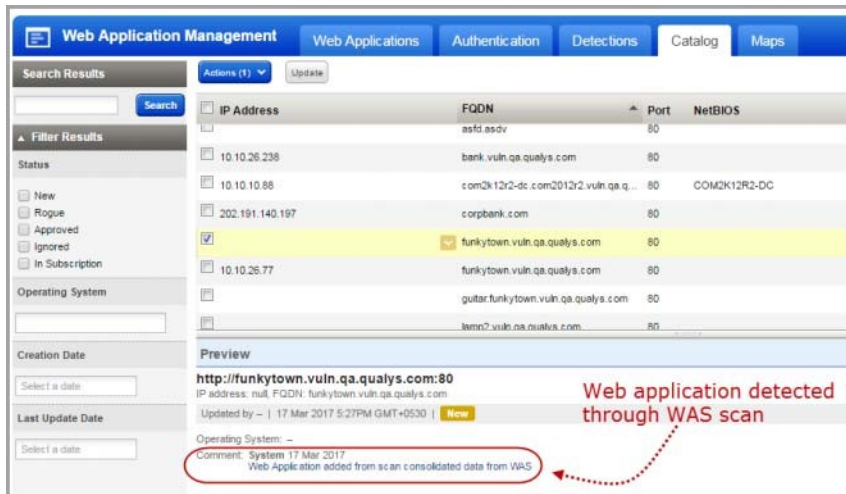 Web Application Management
Web Applications
Authentication
Detections
Catalog
Maps
Search Results
Search
Filter Results
Status
New
Rogue
Approved
Ignored
In Subscription
Operating System
Creation Date
Select a date
Last Update Date
Select a date
Actions (1)
Update
IP Address FQDN Port NetBIOS
asfd.asdv 80
10.10.26.238 bank.vuln.qa.qualys.com 80
10.10.10.88 com2k12r2-dc.com2012r2.vuln.qa.q... 80 COM2K12R2-DC
202.191.140.197 corpbank.com 80
funkytown.vuln.qa.qualys.com 80
10.10.26.77 funkytown.vuln.qa.qualys.com 80
guitar.funkytown.vuln.qa.qualys.com 80
lamp2.vuln.qa.qualys.com 80
Preview
http://funkytown.vuln.qa.qualys.com:80
IP address: null, FQDN: funkytown.vuln.qa.qualys.com
Updated by – | 17 Mar 2017 5:27PM GMT+0530 | New
Operating System: –
Comment: System 17 Mar 2017
Web Application added from scan consolidated data from WAS
Web application detected
through WAS scan